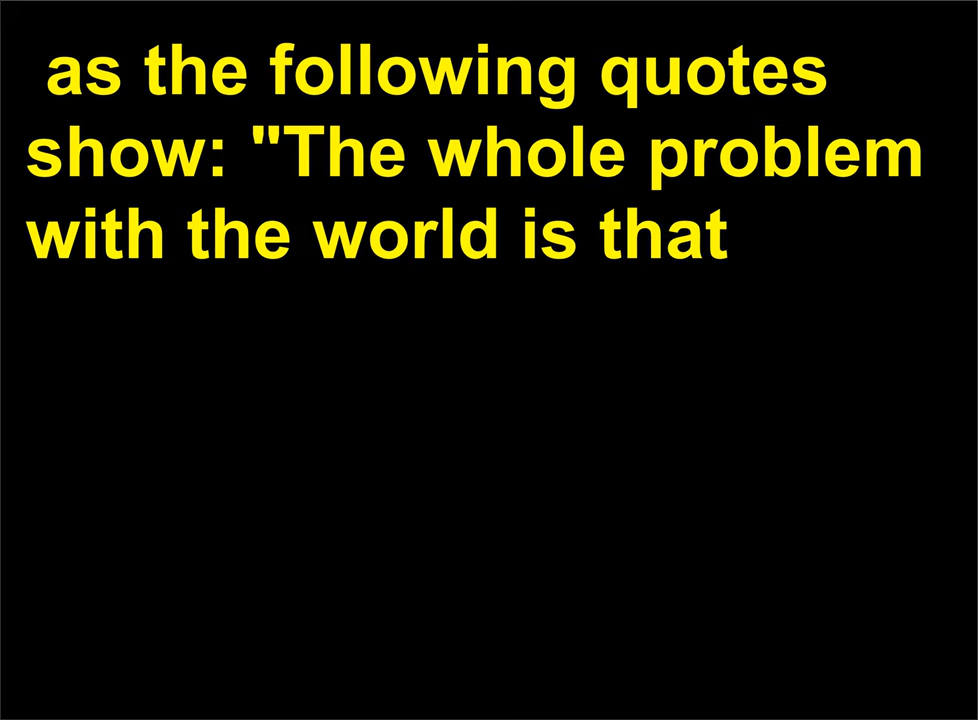 as the following quotes
show: "The whole problem
with the world is that